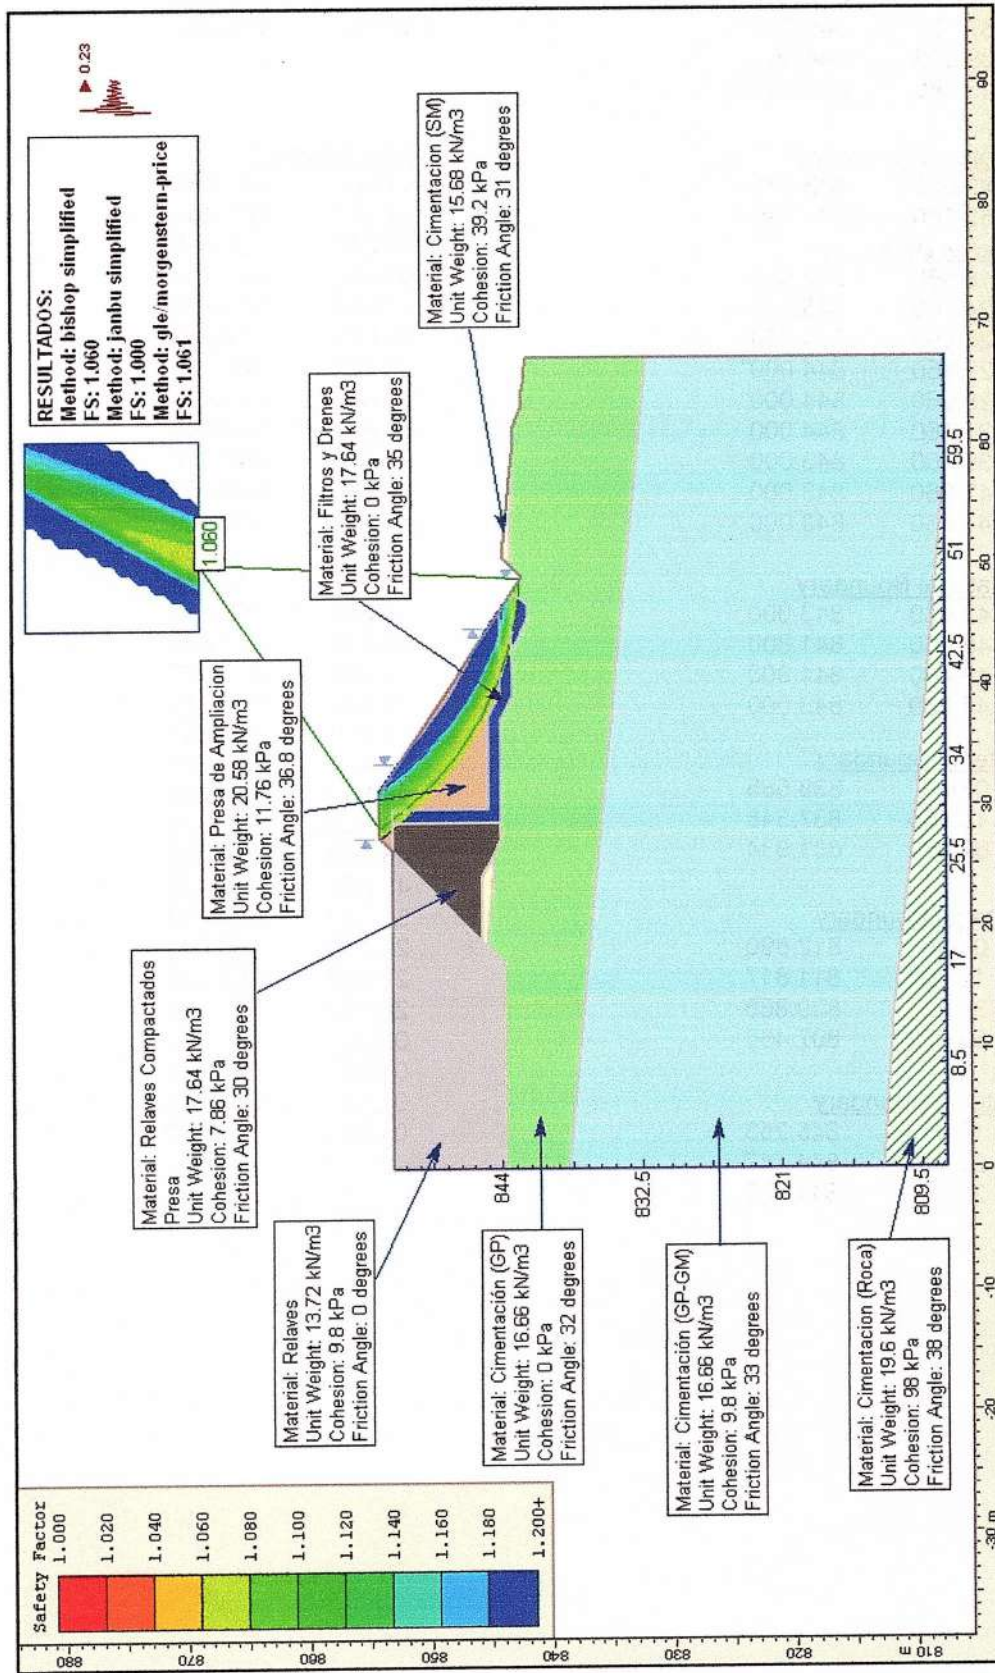 Safety Factor
1.000
1.020
1.040
1.060
1.080
1.100
1.120
1.140
1.160
1.180
1.200+
RESULTADOS:
Method: bishop simplified
FS: 1.060
Method: janbu simplified
FS: 1.000
Method: gle/morgenstern-price
FS: 1.061
0.23
1.060
Material: Relaves
Unit Weight: 13.72 kN/m3
Cohesion: 9.8 kPa
Friction Angle: 0 degrees
Material: Relaves Compactados
Presa
Unit Weight: 17.64 kN/m3
Cohesion: 7.86 kPa
Friction Angle: 30 degrees
Material: Presa de Ampliacion
Unit Weight: 20.58 kN/m3
Cohesion: 11.76 kPa
Friction Angle: 36.8 degrees
Material: Filtros y Drenes
Unit Weight: 17.64 kN/m3
Cohesion: 0 kPa
Friction Angle: 35 degrees
Material: Cimentacion (SM)
Unit Weight: 15.68 kN/m3
Cohesion: 39.2 kPa
Friction Angle: 31 degrees
Material: Cimentación (GP)
Unit Weight: 16.66 kN/m3
Cohesion: 0 kPa
Friction Angle: 32 degrees
Material: Cimentación (GP-GM)
Unit Weight: 16.66 kN/m3
Cohesion: 9.8 kPa
Friction Angle: 33 degrees
Material: Cimentacion (Roca)
Unit Weight: 19.6 kN/m3
Cohesion: 98 kPa
Friction Angle: 38 degrees
844
832.5
821
809.5
8.5 17 25.5 34 42.5 51 59.5
880
870
860
850
840
830
820
810 m
-30 m -20 -10 0 10 20 30 40 50 60 70 80 90